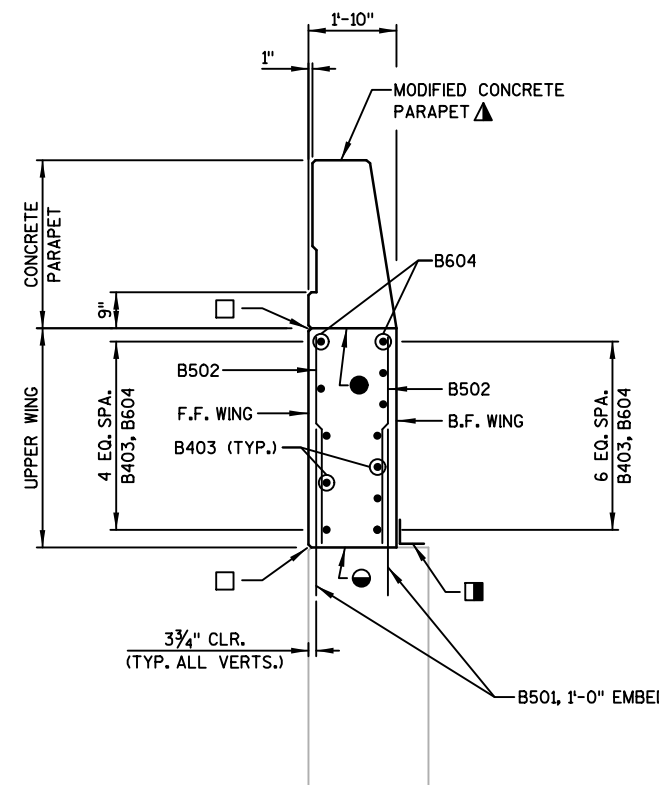 1'-10"
1"
MODIFIED CONCRETE
PARAPET
CONCRETE
PARAPET
B604
9"
B502
B502
UPPER WING
4 EQ. SPA.
B403, B604
F.F. WING
B.F. WING
6 EQ. SPA.
B403, B604
B403 (TYP.)
3¾" CLR.
(TYP. ALL VERTS.)
B501, 1'-0" EMBED